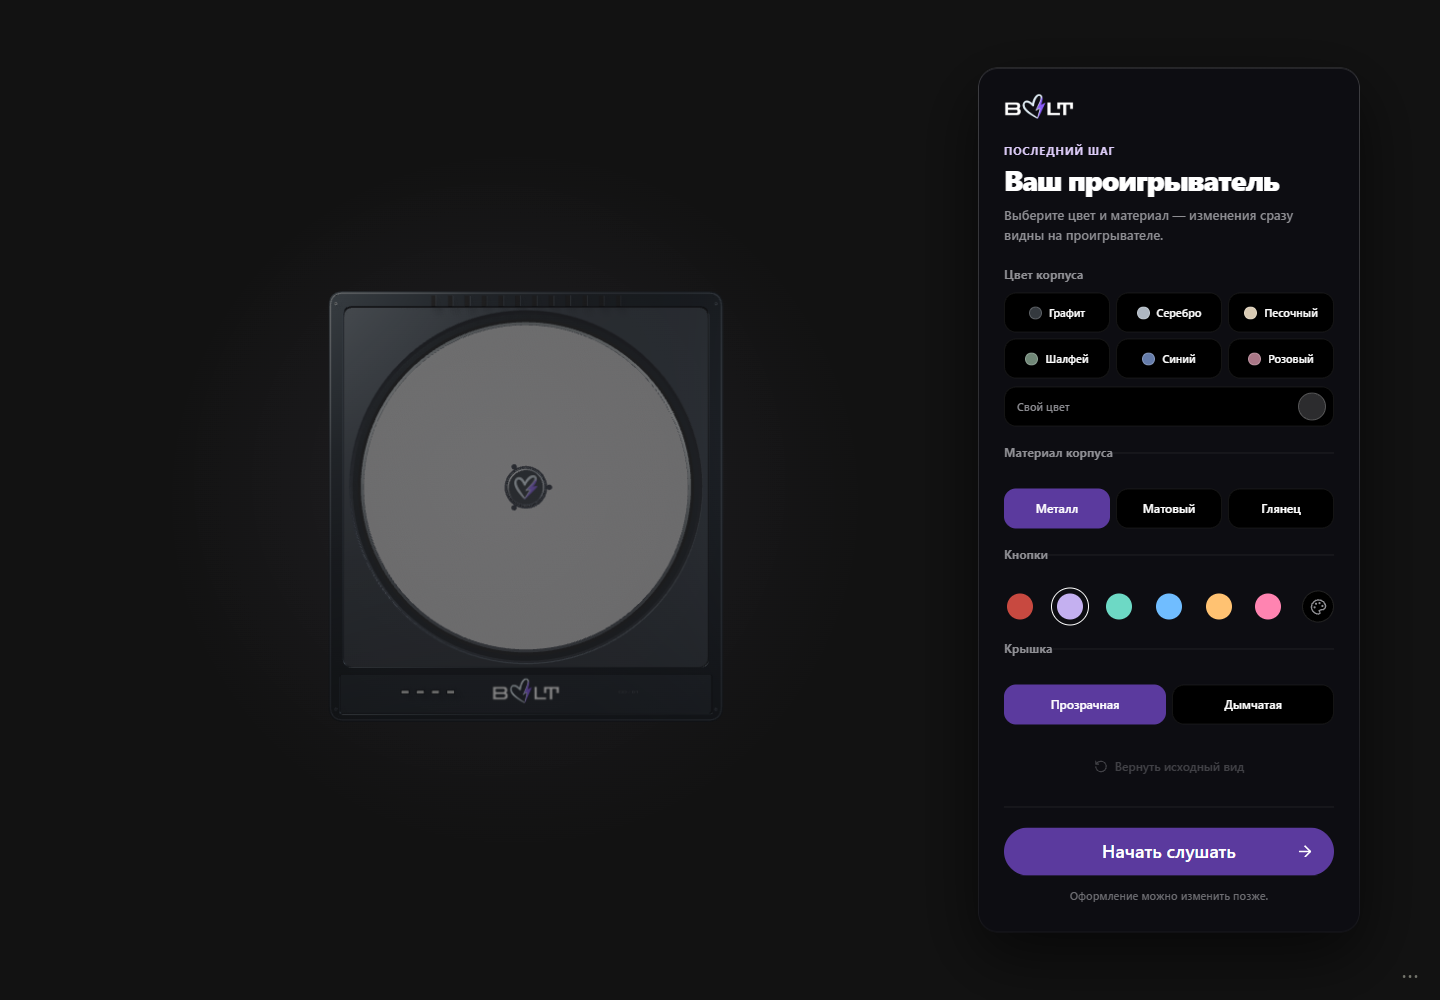 BOLT
ПОСЛЕДНИЙ ШАГ
Ваш проигрыватель
Выберите цвет и материал — изменения сразу
видны на проигрывателе.
Цвет корпуса
Графит
Серебро
Песочный
Шалфей
Синий
Розовый
Свой цвет
Материал корпуса
Металл
Матовый
Глянец
Кнопки
Крышка
Прозрачная
Дымчатая
Вернуть исходный вид
Начать слушать
Оформление можно изменить позже.
BOLT